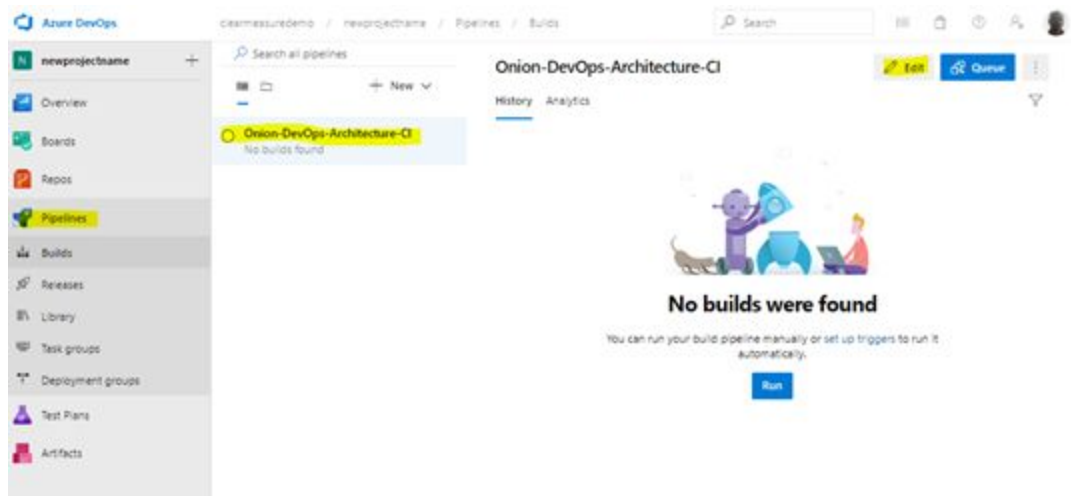 Azure DevOps
clearmeasuredemo / newprojectname / Pipelines / Builds
Search
N newprojectname +
Overview
Boards
Repos
Pipelines
Builds
Releases
Library
Task groups
Deployment groups
Test Plans
Artifacts
Search all pipelines
+ New
Onion-DevOps-Architecture-CI
No builds found
Onion-DevOps-Architecture-CI
Edit
Queue
History Analytics
No builds were found
You can run your build pipeline manually or set up triggers to run it
automatically.
Run